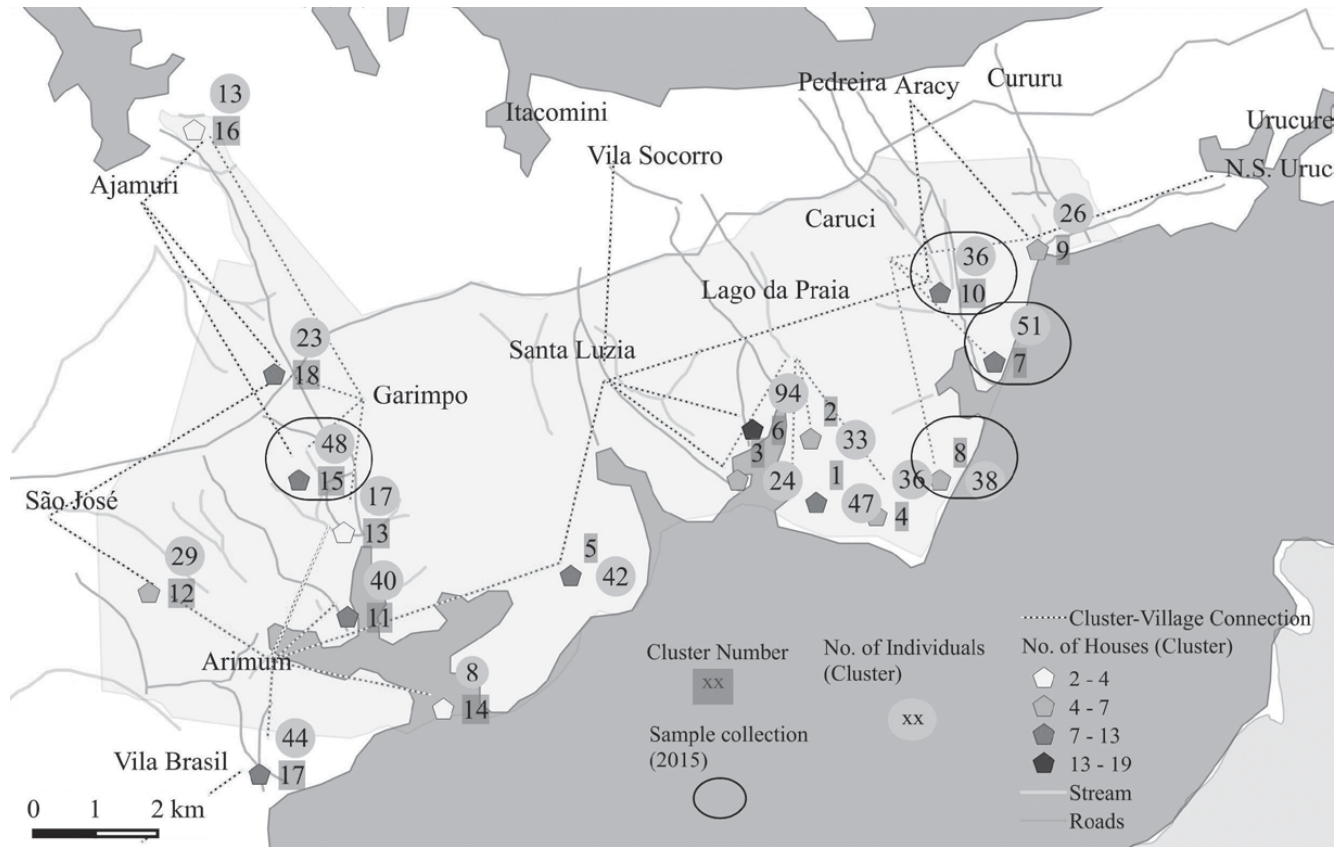 13
16
Itacomini
Pedreira
Aracy
Cururu
Urucure
Vila Socorro
N.S. Uruc
Ajamuri
26
9
Caruci
36
10
Lago da Praia
51
7
23
18
Santa Luzia
Garimpo
94
6
2
33
3
24
1
47
36
4
8
38
48
15
17
13
São José
29
12
40
11
5
42
Arimum
8
14
44
17
Vila Brasil
0 1 2 km
Cluster Number
xx
Sample collection
(2015)
No. of Individuals
(Cluster)
xx
Cluster-Village Connection
No. of Houses (Cluster)
2 - 4
4 - 7
7 - 13
13 - 19
Stream
Roads